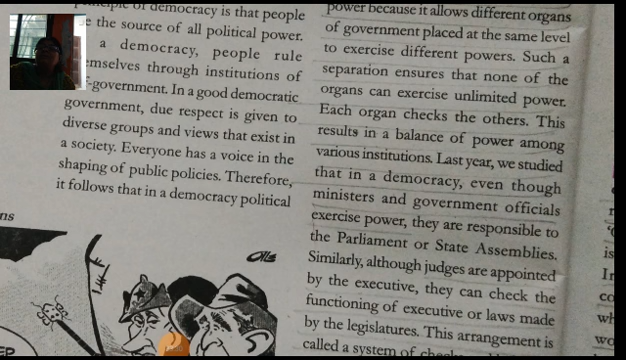 principle of democracy is that people
the source of all political power.
a democracy, people rule
themselves through institutions of
self-government. In a good democratic
government, due respect is given to
diverse groups and views that exist in
a society. Everyone has a voice in the
shaping of public policies. Therefore,
it follows that in a democracy political
power because it allows different organs
of government placed at the same level
to exercise different powers. Such a
separation ensures that none of the
organs can exercise unlimited power.
Each organ checks the others. This
results in a balance of power among
various institutions. Last year, we studied
that in a democracy, even though
ministers and government officials
exercise power, they are responsible to
the Parliament or State Assemblies.
Similarly, although judges are appointed
by the executive, they can check the
functioning of executive or laws made
by the legislatures. This arrangement is
called a system of checks